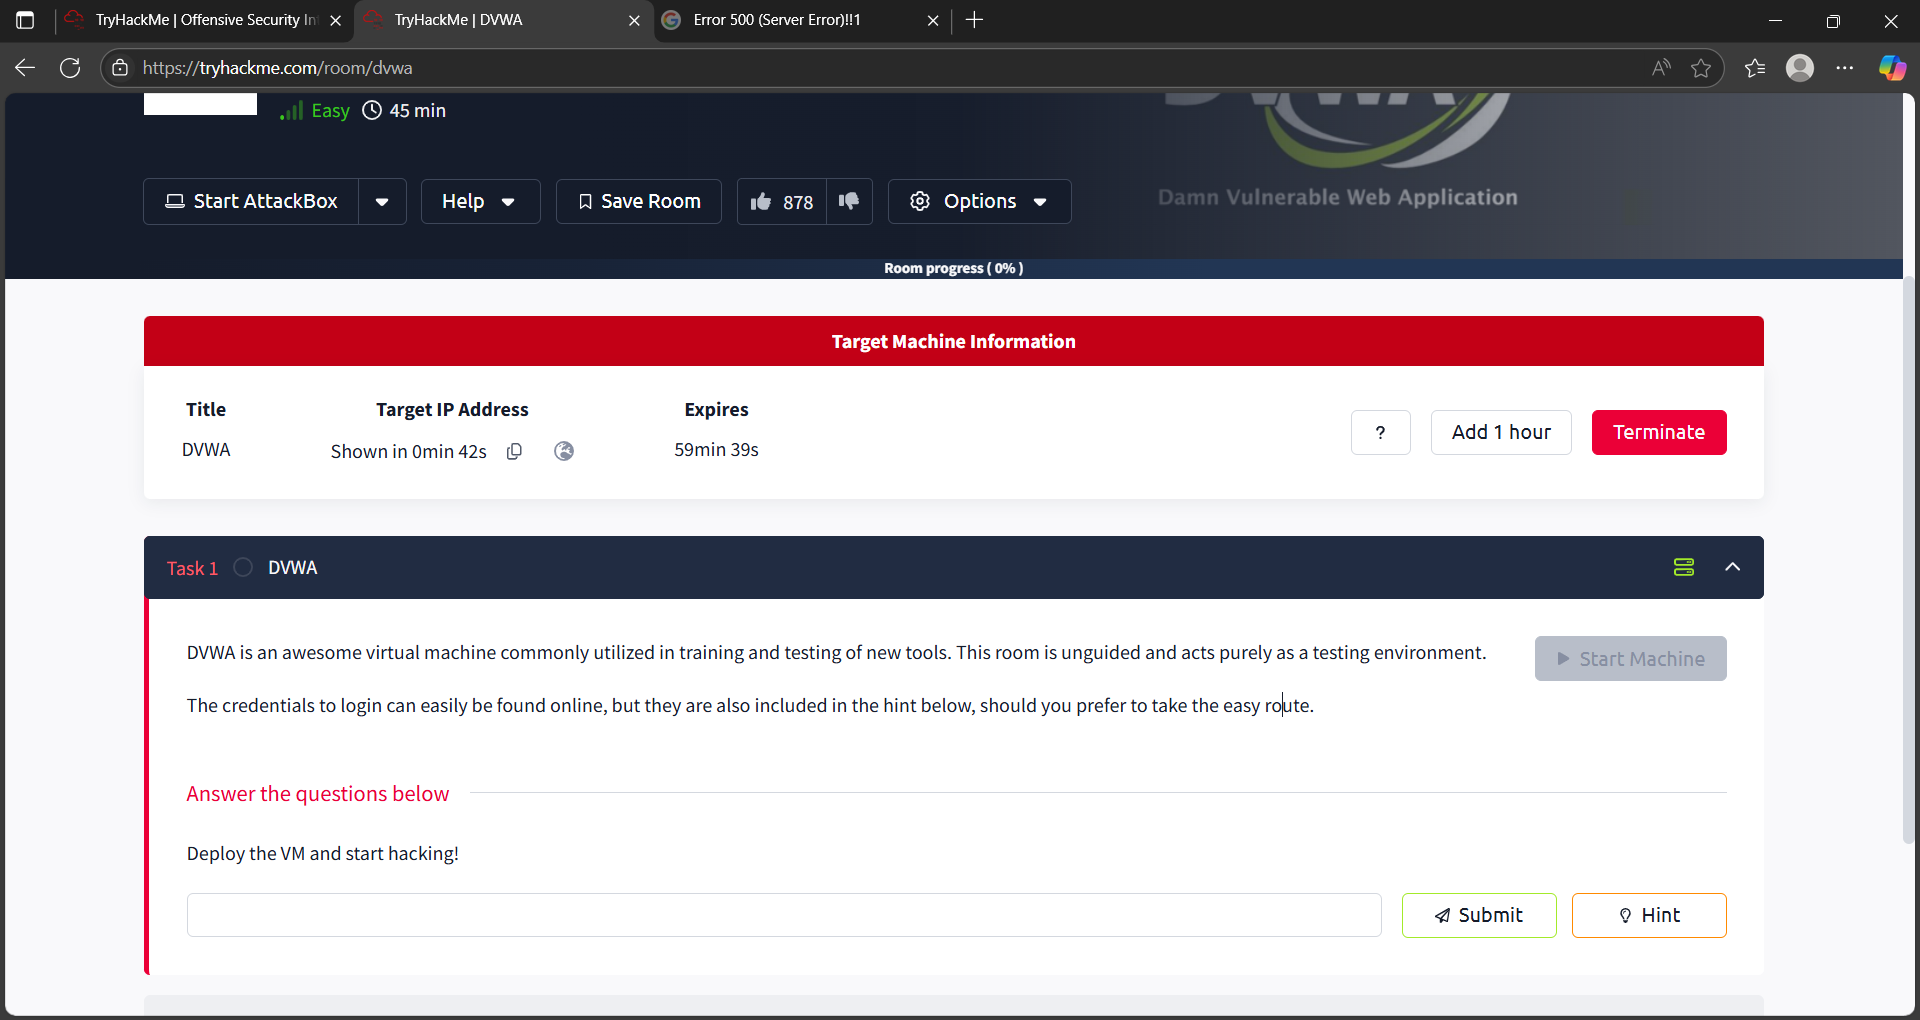 TryHackMe | Offensive Security In
TryHackMe | DVWA
Error 500 (Server Error)!!1
https://tryhackme.com/room/dvwa
Easy 45 min
Start AttackBox
Help
Save Room
878
Options
Damn Vulnerable Web Application
Room progress ( 0% )
Target Machine Information
Title Target IP Address Expires
DVWA Shown in 0min 42s 59min 39s
? Add 1 hour Terminate
Task 1 DVWA
DVWA is an awesome virtual machine commonly utilized in training and testing of new tools. This room is unguided and acts purely as a testing environment.
Start Machine
The credentials to login can easily be found online, but they are also included in the hint below, should you prefer to take the easy route.
Answer the questions below
Deploy the VM and start hacking!
Submit
Hint